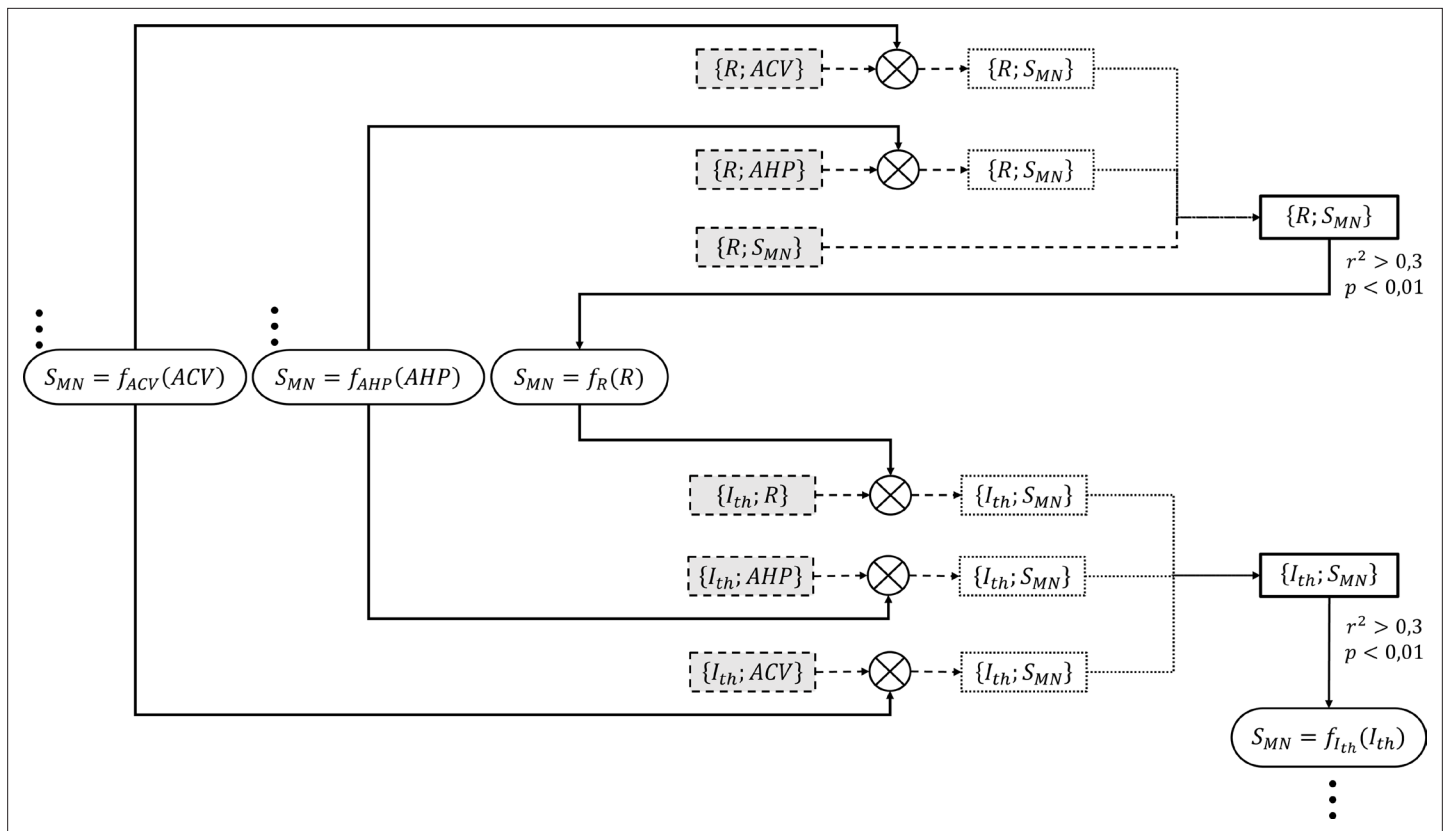 {R; ACV}
{R; S_MN}
{R; AHP}
{R; S_MN}
{R; S_MN}
{R; S_MN}
r² > 0,3
p < 0,01
S_MN = f_ACV(ACV)
S_MN = f_AHP(AHP)
S_MN = f_R(R)
{I_th; R}
{I_th; S_MN}
{I_th; AHP}
{I_th; S_MN}
{I_th; S_MN}
r² > 0,3
p < 0,01
{I_th; ACV}
{I_th; S_MN}
S_MN = f_I_th(I_th)